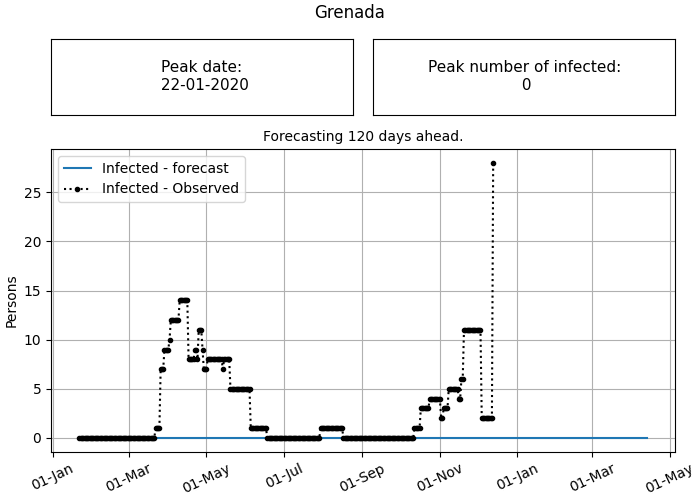 Grenada
Peak date:
22-01-2020
Peak number of infected:
0
Forecasting 120 days ahead.
Infected - forecast
Infected - Observed
Persons
25
20
15
10
5
0
01-Jan
01-Mar
01-May
01-Jul
01-Sep
01-Nov
01-Jan
01-Mar
01-May